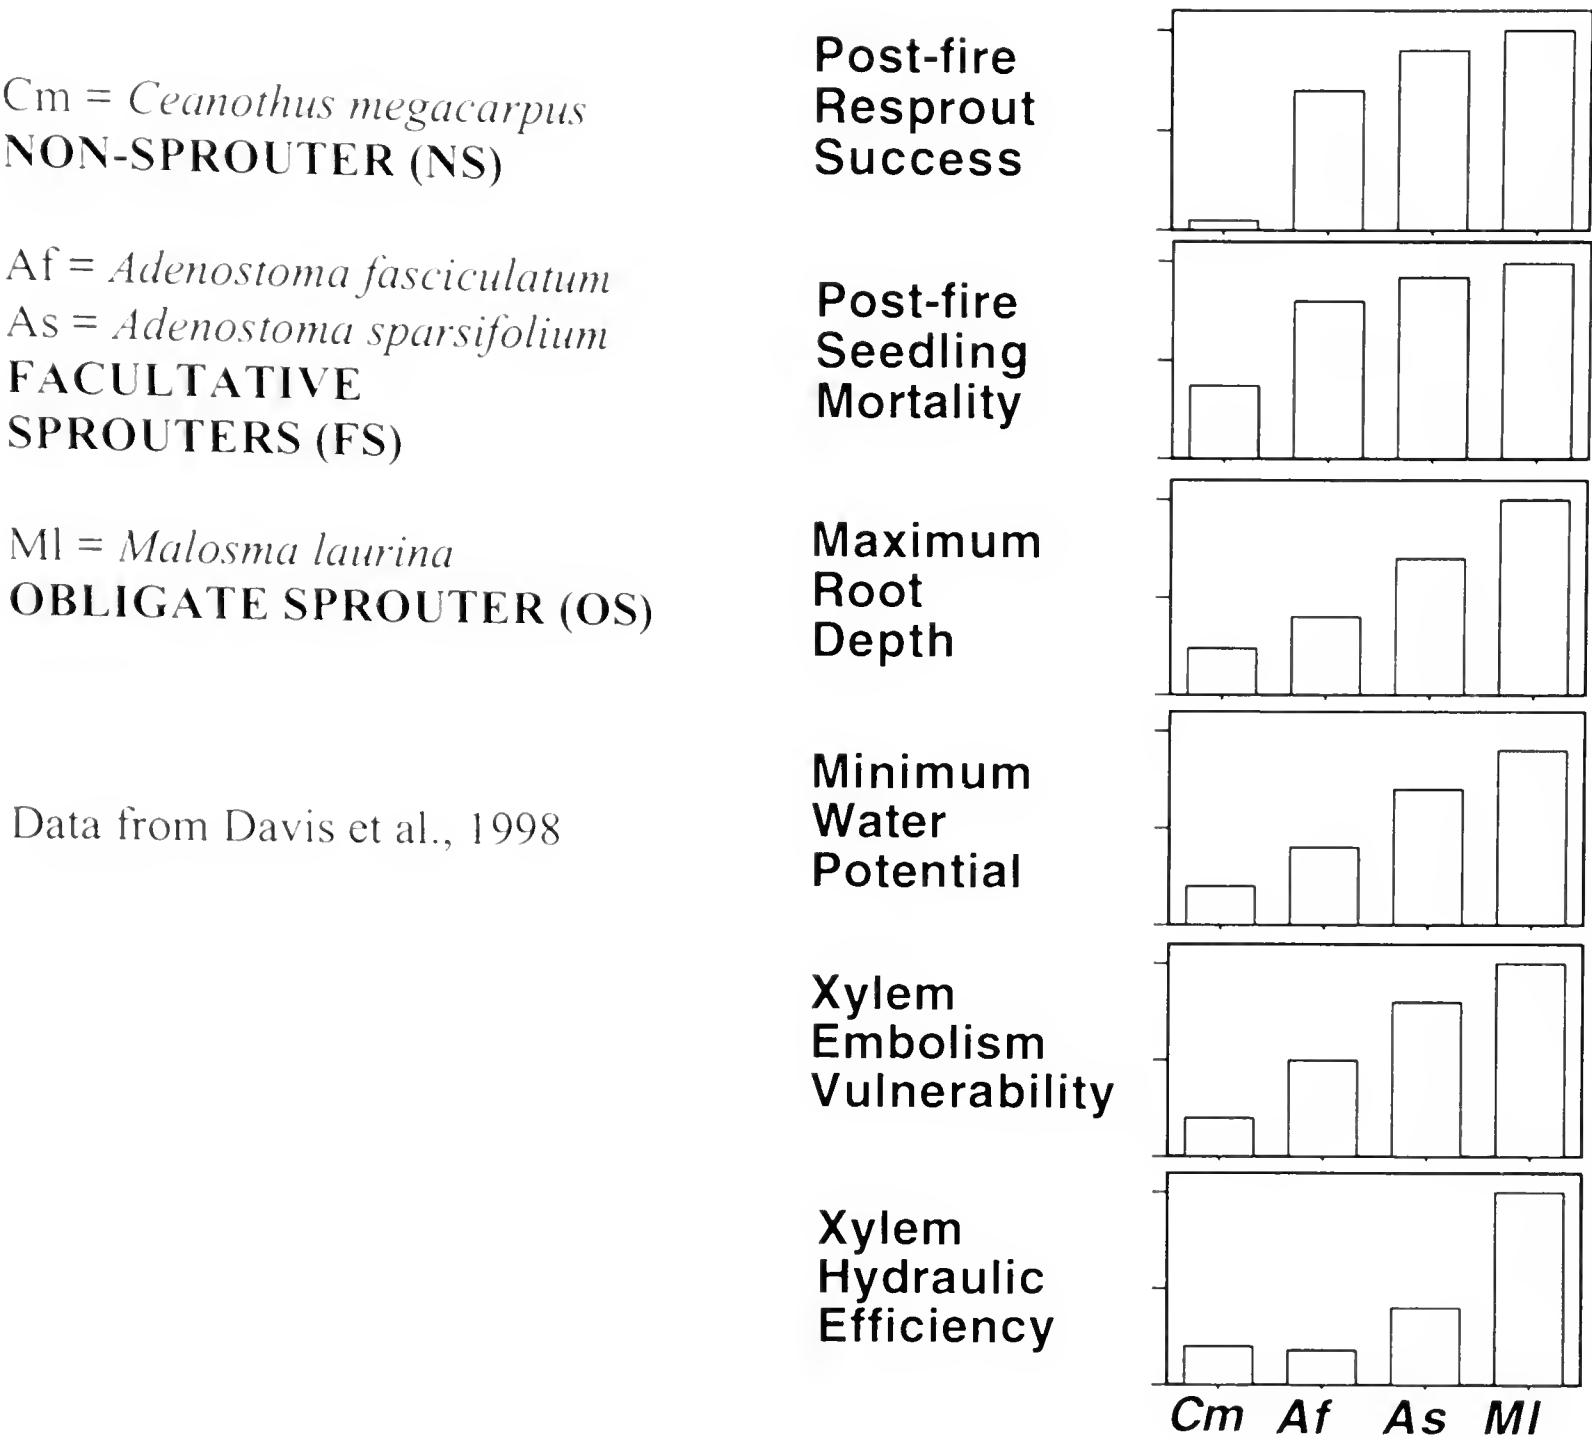 Cm = Ceanothus megacarpus
NON-SPROUTER (NS)
Af = Adenostoma fasciculatum
As = Adenostoma sparsifolium
FACULTATIVE
SPROUTERS (FS)
Ml = Malosma laurina
OBLIGATE SPROUTER (OS)
Data from Davis et al., 1998
Post-fire
Resprout
Success
Post-fire
Seedling
Mortality
Maximum
Root
Depth
Minimum
Water
Potential
Xylem
Embolism
Vulnerability
Xylem
Hydraulic
Efficiency
Cm Af As Ml